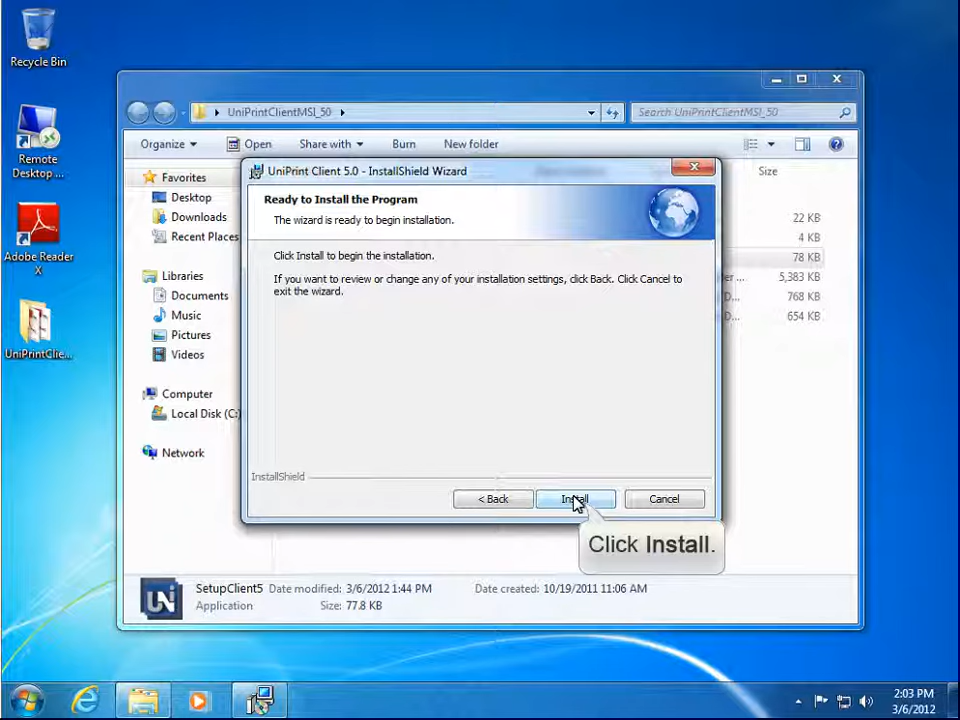 Recycle Bin
Remote
Desktop ...
Adobe Reader
X
UniPrintClie...
UniPrintClientMSI_50
Search UniPrintClientMSI_50
Organize
Open
Share with
Burn
New folder
Favorites
Desktop
Downloads
Recent Places
Libraries
Documents
Music
Pictures
Videos
Computer
Local Disk (C:)
Network
Size
22 KB
4 KB
78 KB
er ... 5,383 KB
D... 768 KB
D... 654 KB
UniPrint Client 5.0 - InstallShield Wizard
Ready to Install the Program
The wizard is ready to begin installation.
Click Install to begin the installation.
If you want to review or change any of your installation settings, click Back. Click Cancel to
exit the wizard.
InstallShield
< Back
Install
Cancel
Click Install.
UN
SetupClient5 Date modified: 3/6/2012 1:44 PM Date created: 10/19/2011 11:06 AM
Application Size: 77.8 KB
2:03 PM
3/6/2012